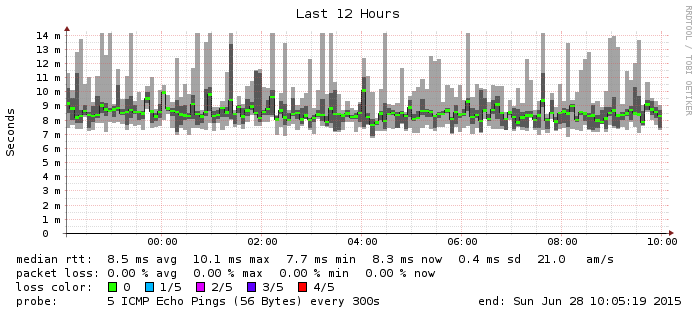 Last 12 Hours
RRDTOOL / TOBI OETIKER
Seconds
14 m
13 m
12 m
11 m
10 m
9 m
8 m
7 m
6 m
5 m
4 m
3 m
2 m
1 m
0
00:00 02:00 04:00 06:00 08:00 10:00
median rtt: 8.5 ms avg 10.1 ms max 7.7 ms min 8.3 ms now 0.4 ms sd 21.0 am/s
packet loss: 0.00 % avg 0.00 % max 0.00 % min 0.00 % now
loss color: 0 1/5 2/5 3/5 4/5
probe: 5 ICMP Echo Pings (56 Bytes) every 300s end: Sun Jun 28 10:05:19 2015